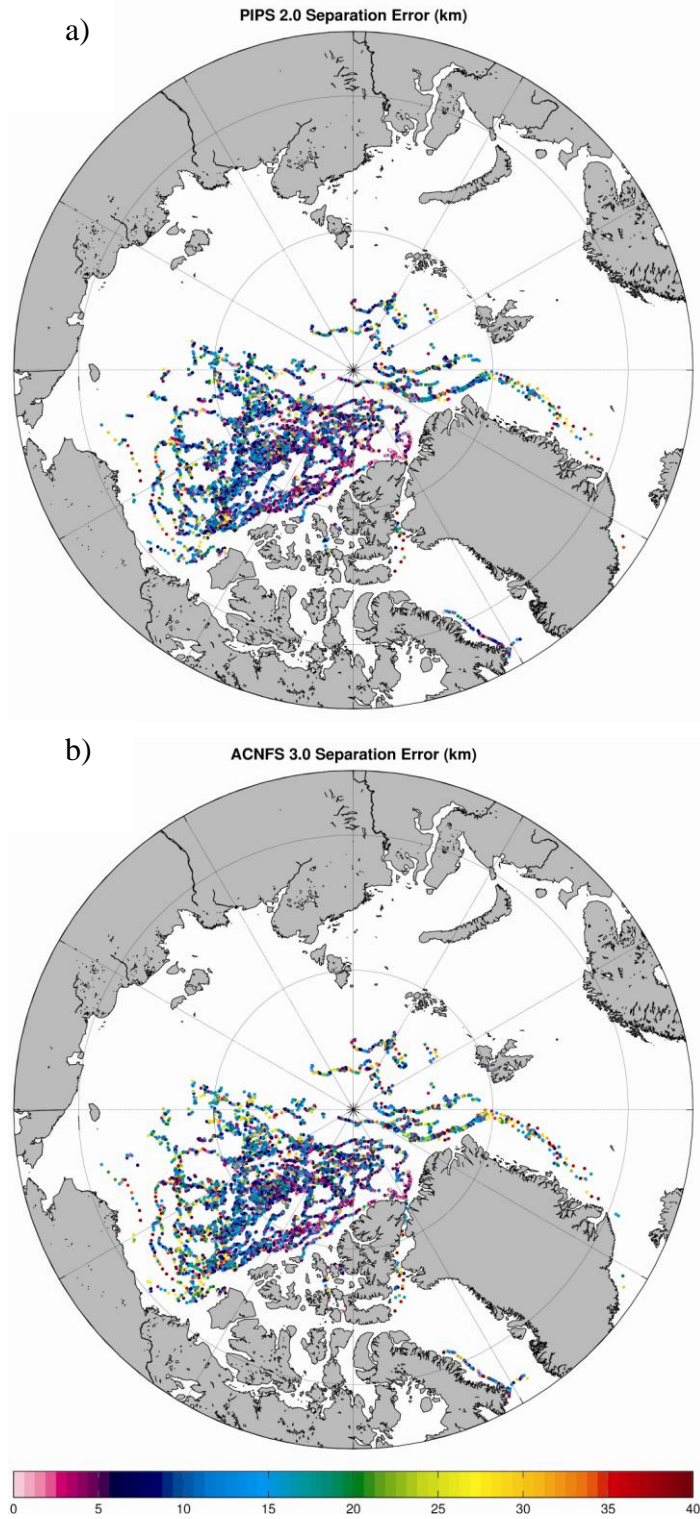 a)
PIPS 2.0 Separation Error (km)
b)
ACNFS 3.0 Separation Error (km)
0 5 10 15 20 25 30 35 40